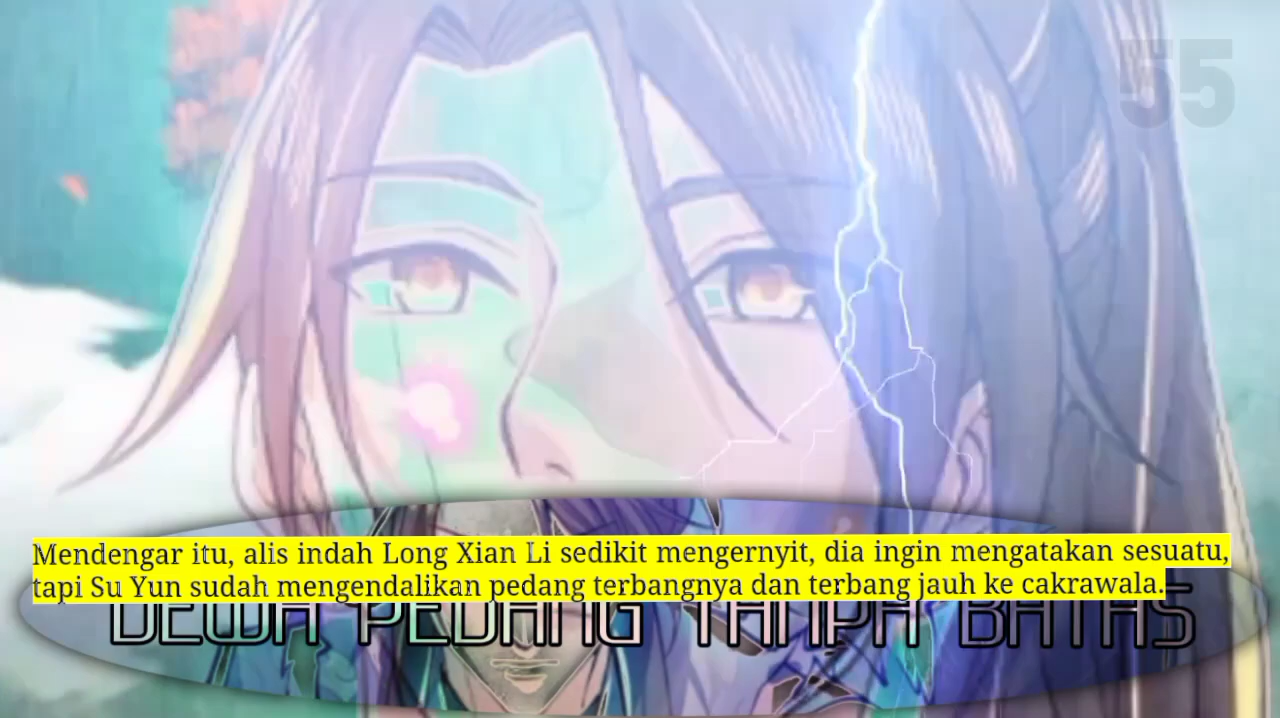 55
Mendengar itu, alis indah Long Xian Li sedikit mengernyit, dia ingin mengatakan sesuatu,
tapi Su Yun sudah mengendalikan pedang terbangnya dan terbang jauh ke cakrawala.
DEWA PEDANG TANPA BATAS